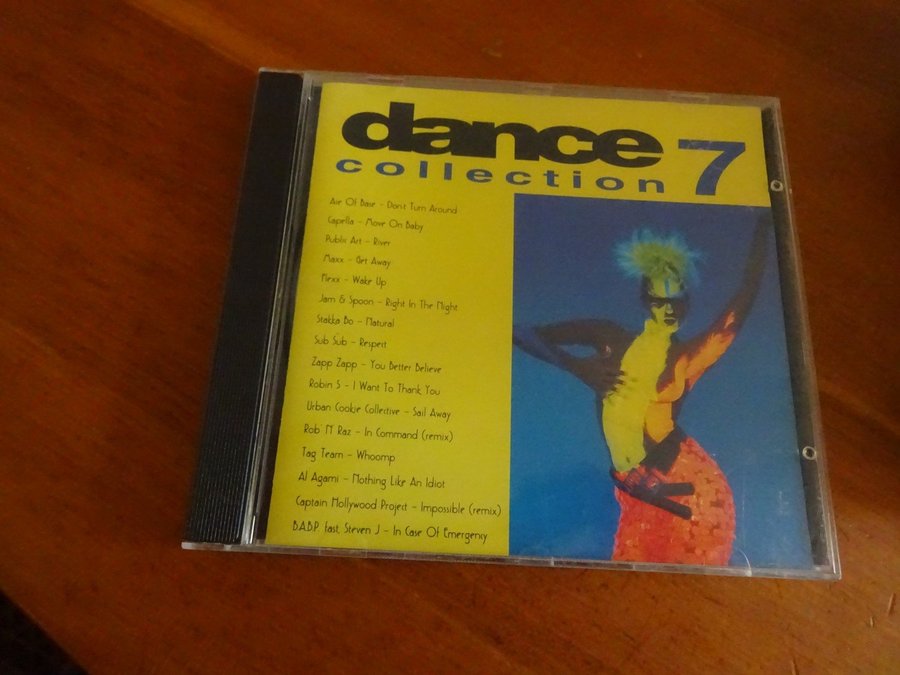 dance
collection 7
Ace Of Base - Don't Turn Around
Capella - Move On Baby
Public Art - River
Maxx - Get Away
Flexx - Wake Up
Jam & Spoon - Right In The Night
Stakka Bo - Natural
Sub Sub - Respect
Zapp Zapp - You Better Believe
Robin S - I Want To Thank You
Urban Cookie Collective - Sail Away
Rob N Raz - In Command (remix)
Tag Team - Whoomp
Al Agami - Nothing Like An Idiot
Captain Hollywood Project - Impossible (remix)
B.A.B.P. feat. Steven J - In Case Of Emergency